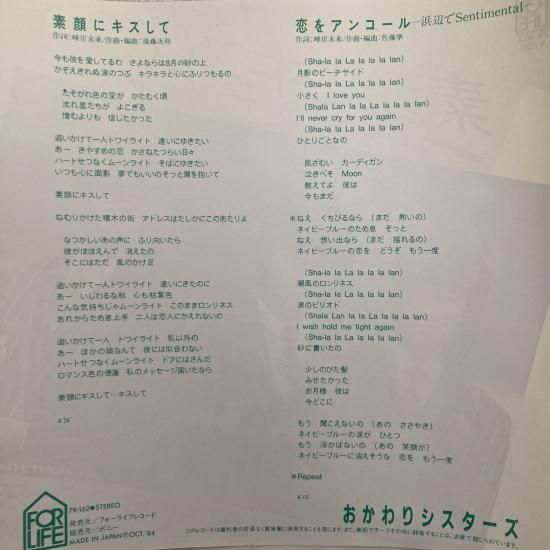 素顔にキスして
作詞：峰岸未来／作曲・編曲：後藤次利
今も彼を愛してるわ　さよならは8月の砂の上
かぞえきれぬ涙のつぶ　キラキラと心にふりつもるの
たそがれ色の空が　かたむく頃
流れ星たちが　よこぎる
憎むよりも　信したかった
追いかけて一人トワイライト　逢いにゆきたい
あー　きやすめの恋　かさねたつらい日々
ハートせつなくムーンライト　そばにゆきたい
いつも心に面影　夢でもいいのそっと肩を抱いて
素顔にキスして
ねむりかけた積木の街　アドレスはたしかにこのあたりよ
なつかしいあの声に　ふり向いたら
彼がほほえんで　消えたの
そこにはただ　風のかけ足
追いかけて一人トワイライト　逢いにきたのに
あー　いじわるな秋　心も枯葉色
こんな気持ちじゃムーンライト　このままロンリネス
あれからため息上手　二人は恋人にかえれないの
追いかけて一人　トワイライト　私以外の
あー　ほかの娘なんて　彼には似合わない
ハートせつなくムーンライト　ドアにはさんだ
ロマンス色の便箋　私のメッセージ届いたなら
素顔にキスして…キスして
4'36"
恋をアンコール―浜辺でSentimental―
作詞：峰岸未来／作曲・編曲：佐藤準
(Sha-la la La la la la lan)
月影のビーチサイド
(Sha-la la La la la la lan)
小さく　I love you
(Shala Lan la la La la la lan)
I'll never cry for you again
(Sha-la la La la la la lan)
ひとりごとなの
肌ざむい　カーディガン
泣きべそ　Moon
教えてよ　彼は
今もまだ
※ねえ　くちびるなら（まだ　熱いの）
ネイビーブルーのため息　そっと
ねえ　想い出なら（まだ　揺れるの）
ネイビーブルーの恋を　どうぞ　もう一度
(Sha-la la La la la la lan)
潮風のロンリネス
(Sha-la la La la la la lan)
涙のピリオド
(Shala Lan la la La la la lan)
I wish hold me tight again
(Sha-la la La la la la lan)
砂に書いたの
少しのびた髪
みせたかった
お月様　彼は
今どこに
もう　聞こえないの（あの　ささやき）
ネイビーブルーの涙が　ひとつ
もう　浮かばないの（あの　笑顔が）
ネイビーブルーに消えそうな　恋を　もう一度
※Repeat
4'10"
おかわりシスターズ
FOR LIFE
7K-162●STEREO
発売元／フォーライフレコード
販売元／ポニー
MADE IN JAPAN Ⓟ OCT. '84